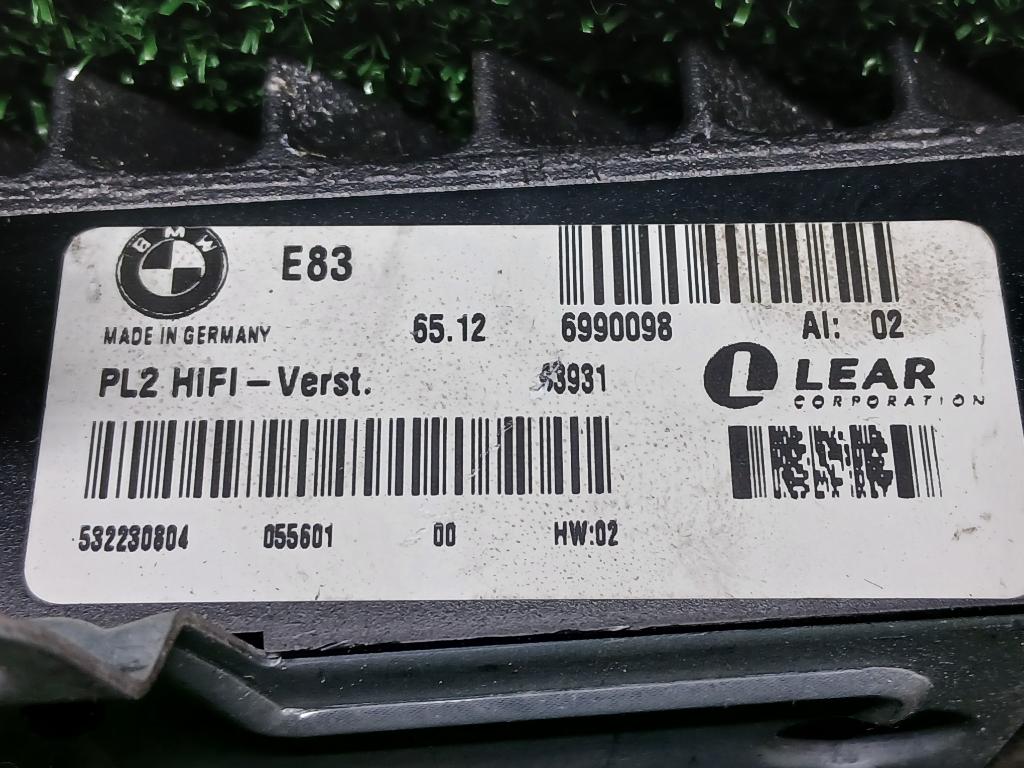 BMW
E83
MADE IN GERMANY 65.12 6990098 AI: 02
PL2 HiFI - Verst.
LEAR
CORPORATION
532230804 055601 00 HW:02